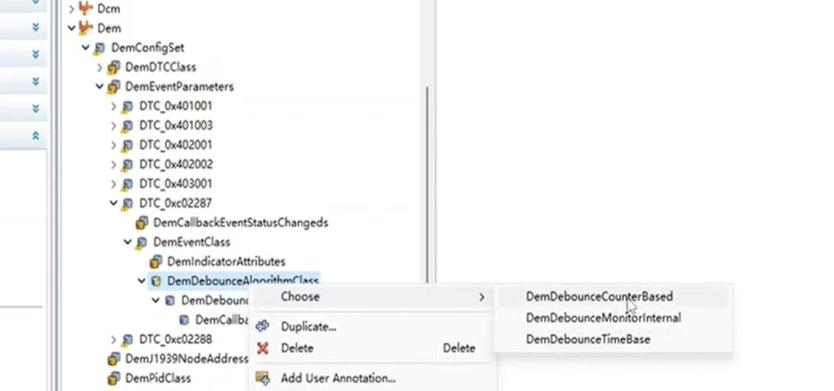 Dcm
Dem
DemConfigSet
DemDTCClass
DemEventParameters
DTC_0x401001
DTC_0x401003
DTC_0x402001
DTC_0x402002
DTC_0x403001
DTC_0xc02287
DemCallbackEventStatusChangeds
DemEventClass
DemIndicatorAttributes
DemDebounceAlgorithmClass
DemDebounc
DemCallba
DTC_0xc02288
DemJ1939NodeAddress
DemPidClass
Choose
Duplicate...
Delete Delete
Add User Annotation...
DemDebounceCounterBased
DemDebounceMonitorInternal
DemDebounceTimeBase